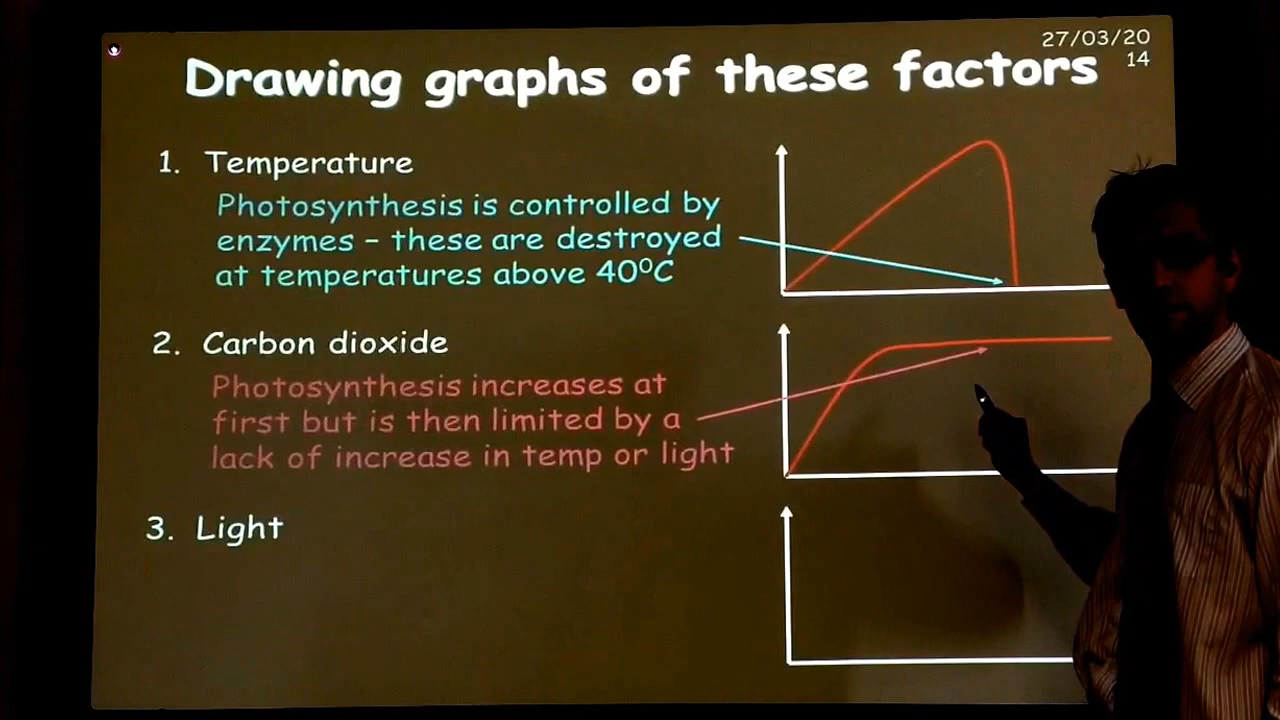 27/03/20
14
Drawing graphs of these factors
1. Temperature
Photosynthesis is controlled by
enzymes – these are destroyed
at temperatures above 40⁰C
2. Carbon dioxide
Photosynthesis increases at
first but is then limited by a
lack of increase in temp or light
3. Light